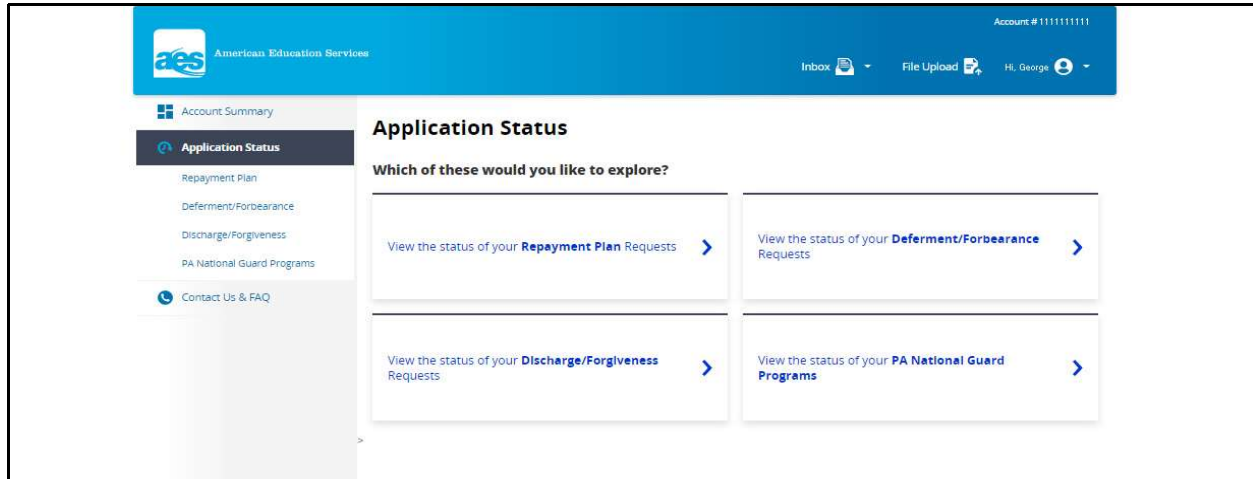 Account # 1111111111
aes
American Education Services
Inbox
File Upload
Hi, George
Account Summary
Application Status
Repayment Plan
Deferment/Forbearance
Discharge/Forgiveness
PA National Guard Programs
Contact Us & FAQ
Application Status
Which of these would you like to explore?
View the status of your Repayment Plan Requests
View the status of your Deferment/Forbearance
Requests
View the status of your Discharge/Forgiveness
Requests
View the status of your PA National Guard
Programs
>